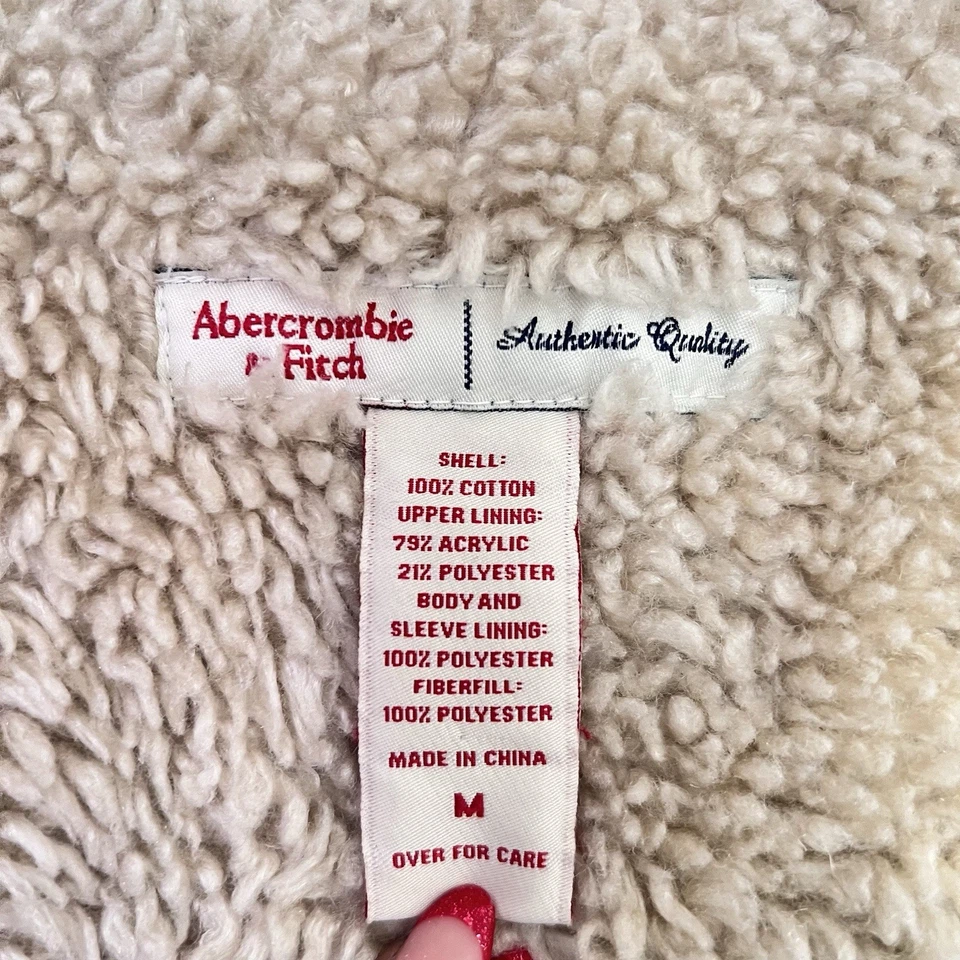 Abercrombie
& Fitch
Authentic Quality
SHELL:
100% COTTON
UPPER LINING:
79% ACRYLIC
21% POLYESTER
BODY AND
SLEEVE LINING:
100% POLYESTER
FIBERFILL:
100% POLYESTER
MADE IN CHINA
M
OVER FOR CARE